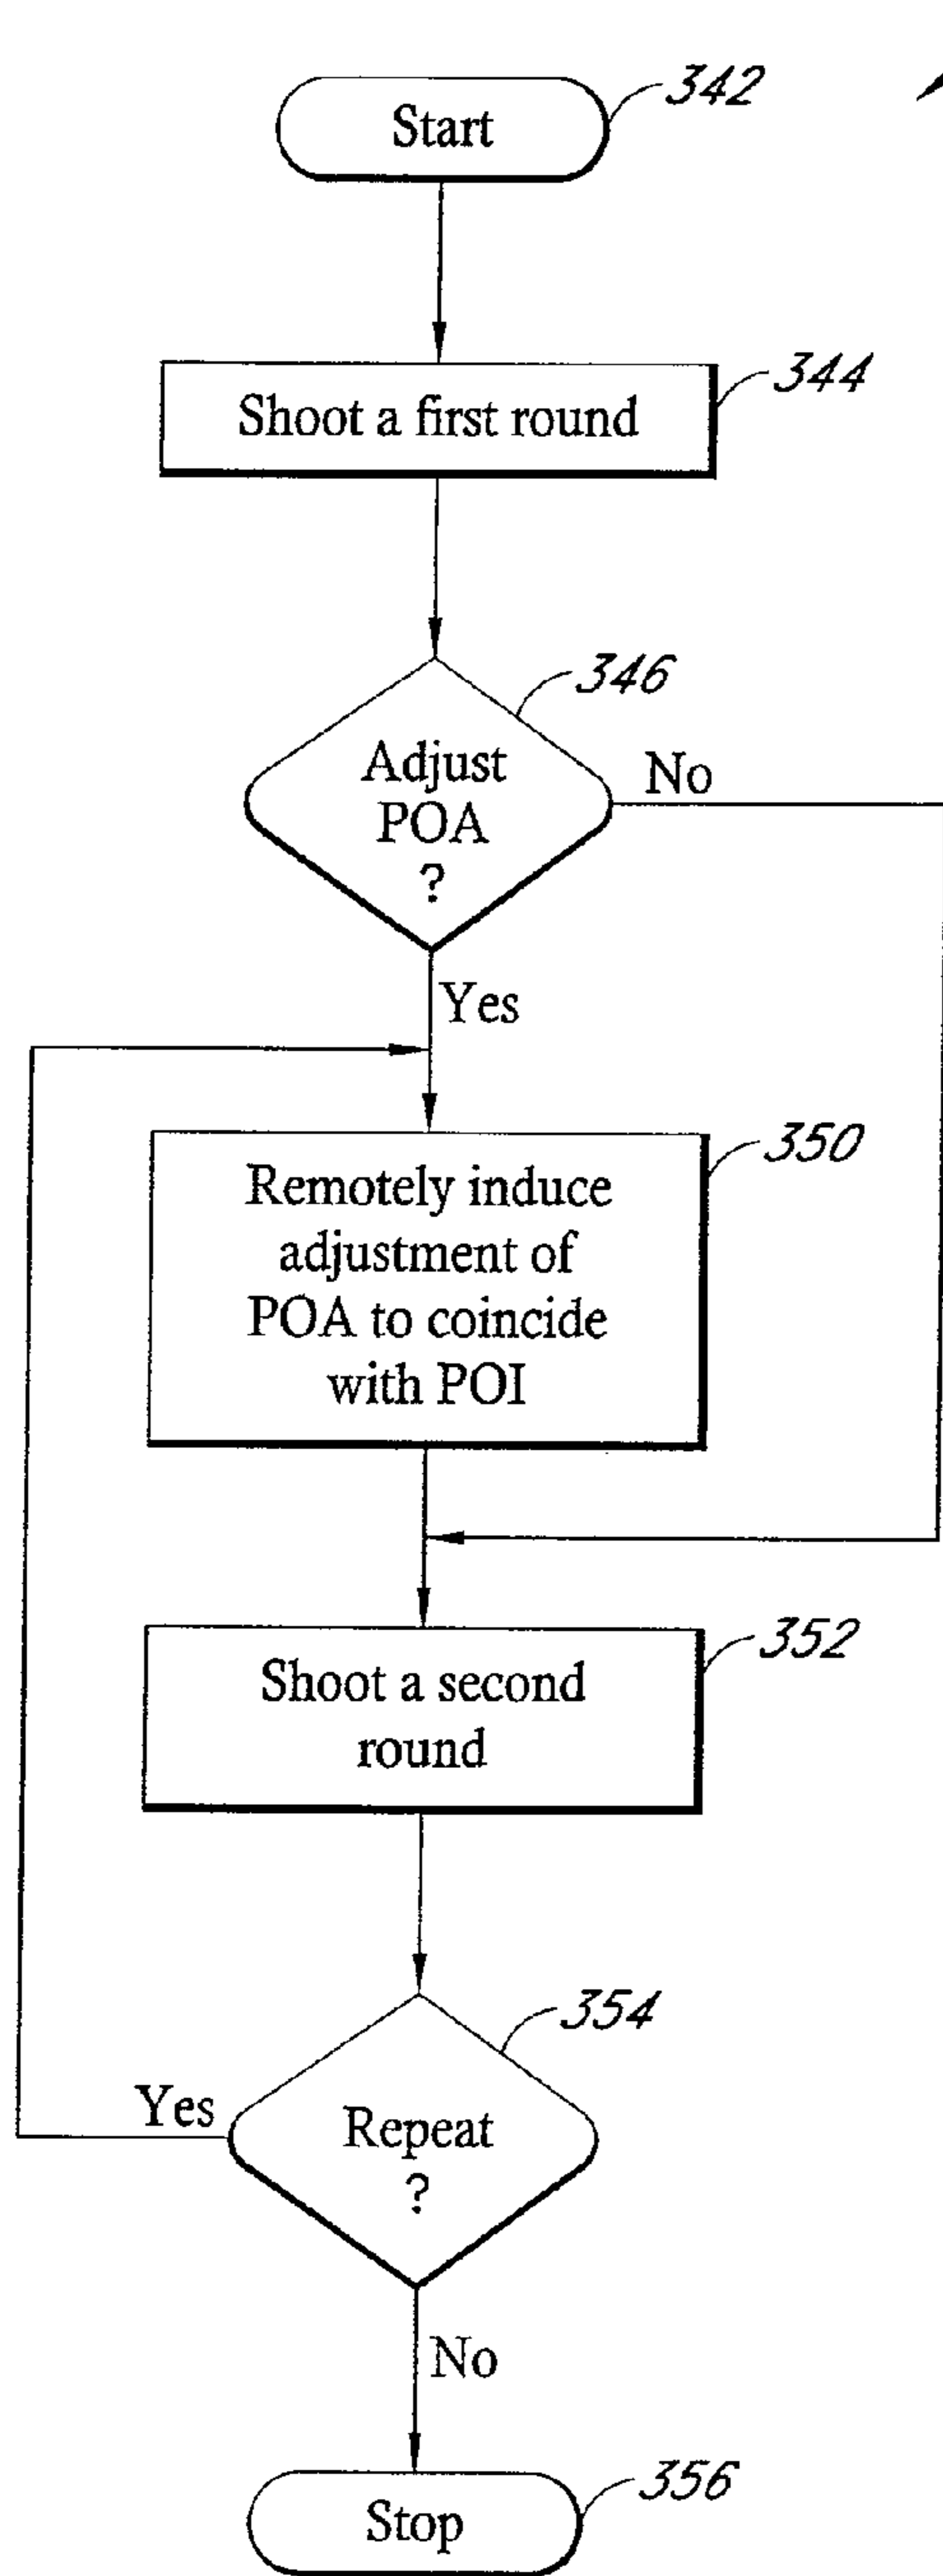 Start
342
Shoot a first round
344
346
Adjust
POA
?
No
Yes
350
Remotely induce
adjustment of
POA to coincide
with POI
352
Shoot a second
round
354
Yes
Repeat
?
No
356
Stop